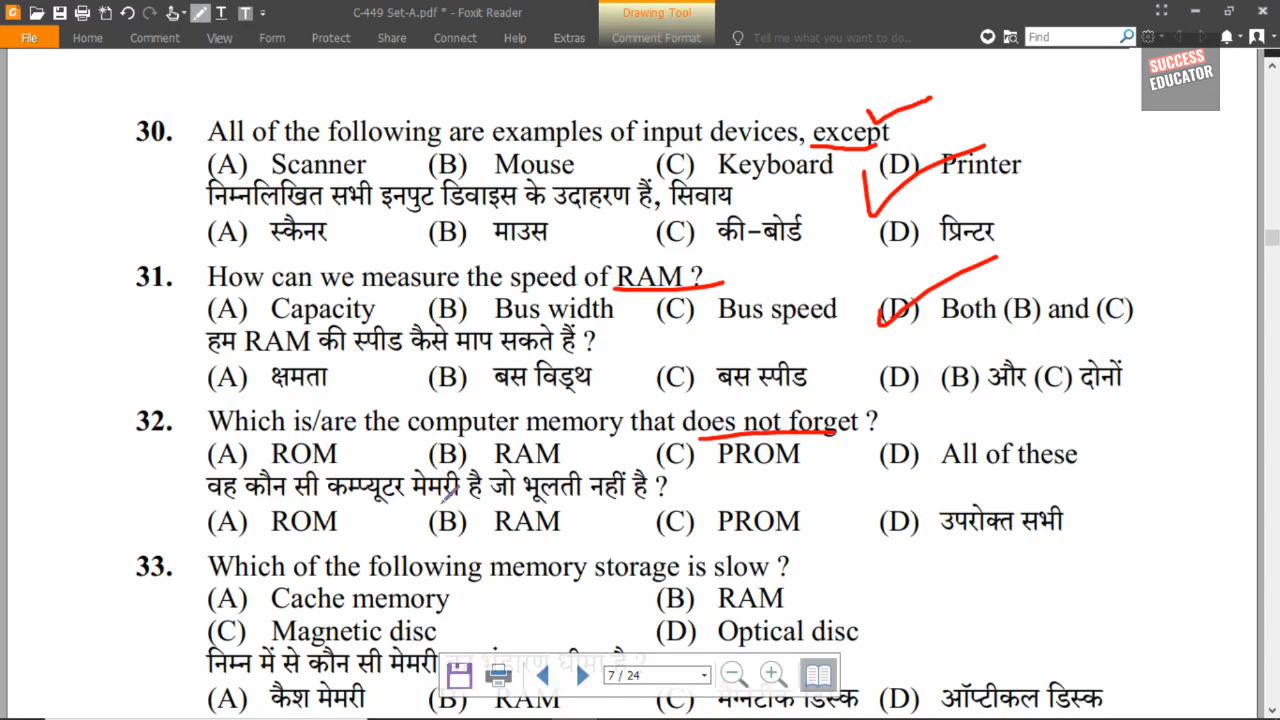 C-449 Set-A.pdf * - Foxit Reader
Drawing Tool
File Home Comment View Form Protect Share Connect Help Extras Comment Format Tell me what you want to do.. Find
SUCCESS
EDUCATOR
30. All of the following are examples of input devices, except
(A) Scanner (B) Mouse (C) Keyboard (D) Printer
निम्नलिखित सभी इनपुट डिवाइस के उदाहरण हैं, सिवाय
(A) स्कैनर (B) माउस (C) की-बोर्ड (D) प्रिन्टर
31. How can we measure the speed of RAM ?
(A) Capacity (B) Bus width (C) Bus speed (D) Both (B) and (C)
हम RAM की स्पीड कैसे माप सकते हैं ?
(A) क्षमता (B) बस विड्थ (C) बस स्पीड (D) (B) और (C) दोनों
32. Which is/are the computer memory that does not forget ?
(A) ROM (B) RAM (C) PROM (D) All of these
वह कौन सी कम्प्यूटर मेमरी है जो भूलती नहीं है ?
(A) ROM (B) RAM (C) PROM (D) उपरोक्त सभी
33. Which of the following memory storage is slow ?
(A) Cache memory (B) RAM
(C) Magnetic disc (D) Optical disc
निम्न में से कौन सी मेमरी का भंडारण धीमा है ?
7 / 24
(A) कैश मेमरी (B) RAM (C) मैग्नेटीक डिस्क (D) ऑप्टीकल डिस्क